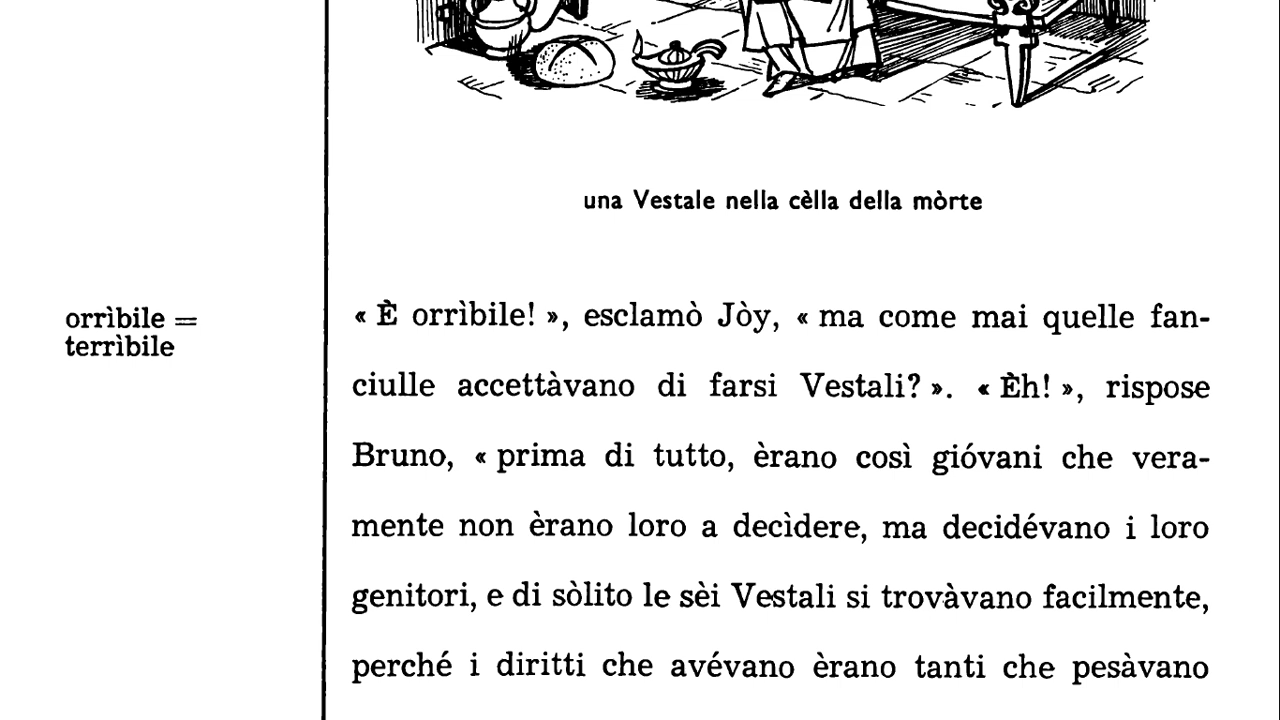 una Vestale nella cèlla della mòrte
orrìbile =
terrìbile
« È orrìbile! », esclamò Jòy, « ma come mai quelle fan-
ciulle accettàvano di farsi Vestali? ». « Èh! », rispose
Bruno, « prima di tutto, èrano così gióvani che vera-
mente non èrano loro a decìdere, ma decidévano i loro
genitori, e di sòlito le sèi Vestali si trovàvano facilmente,
perché i diritti che avévano èrano tanti che pesàvano